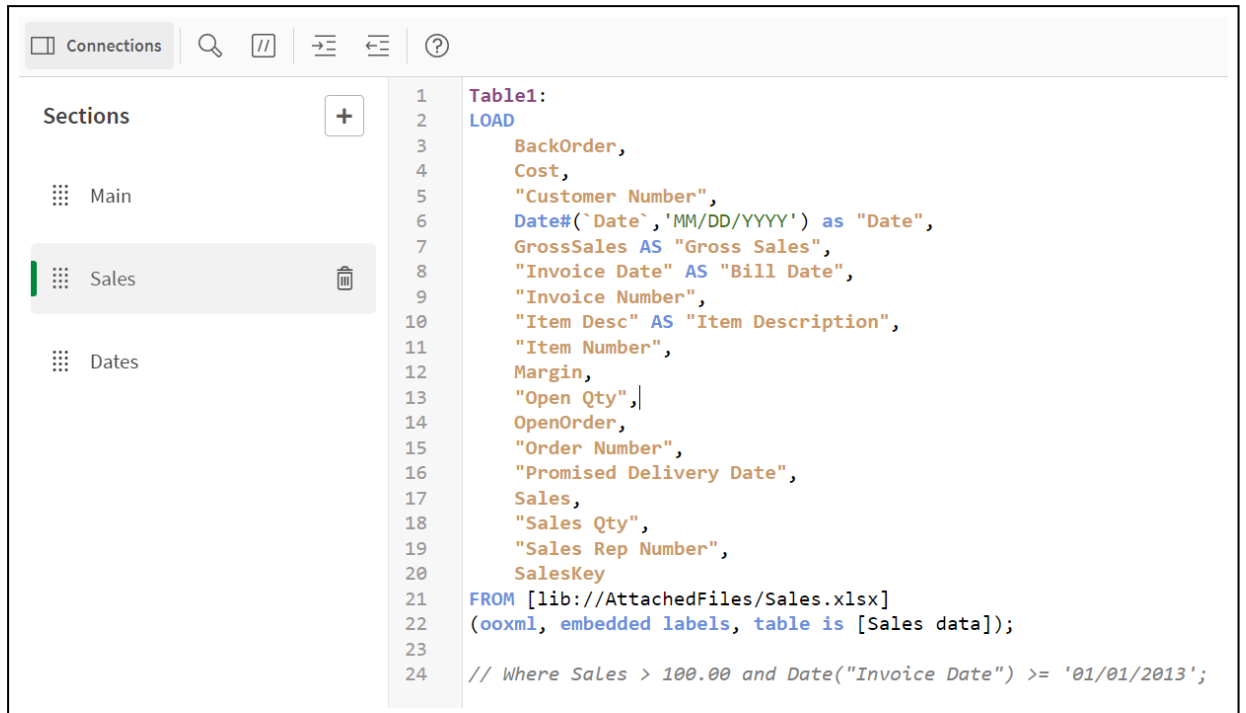 Connections
Sections
Main
Sales
Dates
1 Table1:
2 LOAD
3 BackOrder,
4 Cost,
5 "Customer Number",
6 Date#(`Date`,'MM/DD/YYYY') as "Date",
7 GrossSales AS "Gross Sales",
8 "Invoice Date" AS "Bill Date",
9 "Invoice Number",
10 "Item Desc" AS "Item Description",
11 "Item Number",
12 Margin,
13 "Open Qty",
14 OpenOrder,
15 "Order Number",
16 "Promised Delivery Date",
17 Sales,
18 "Sales Qty",
19 "Sales Rep Number",
20 SalesKey
21 FROM [lib://AttachedFiles/Sales.xlsx]
22 (ooxml, embedded labels, table is [Sales data]);
23
24 // Where Sales > 100.00 and Date("Invoice Date") >= '01/01/2013';